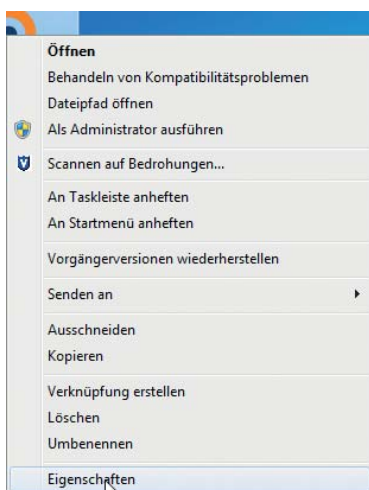 Öffnen
Behandeln von Kompatibilitätsproblemen
Dateipfad öffnen
Als Administrator ausführen
Scannen auf Bedrohungen...
An Taskleiste anheften
An Startmenü anheften
Vorgängerversionen wiederherstellen
Senden an
Ausschneiden
Kopieren
Verknüpfung erstellen
Löschen
Umbenennen
Eigenschaften